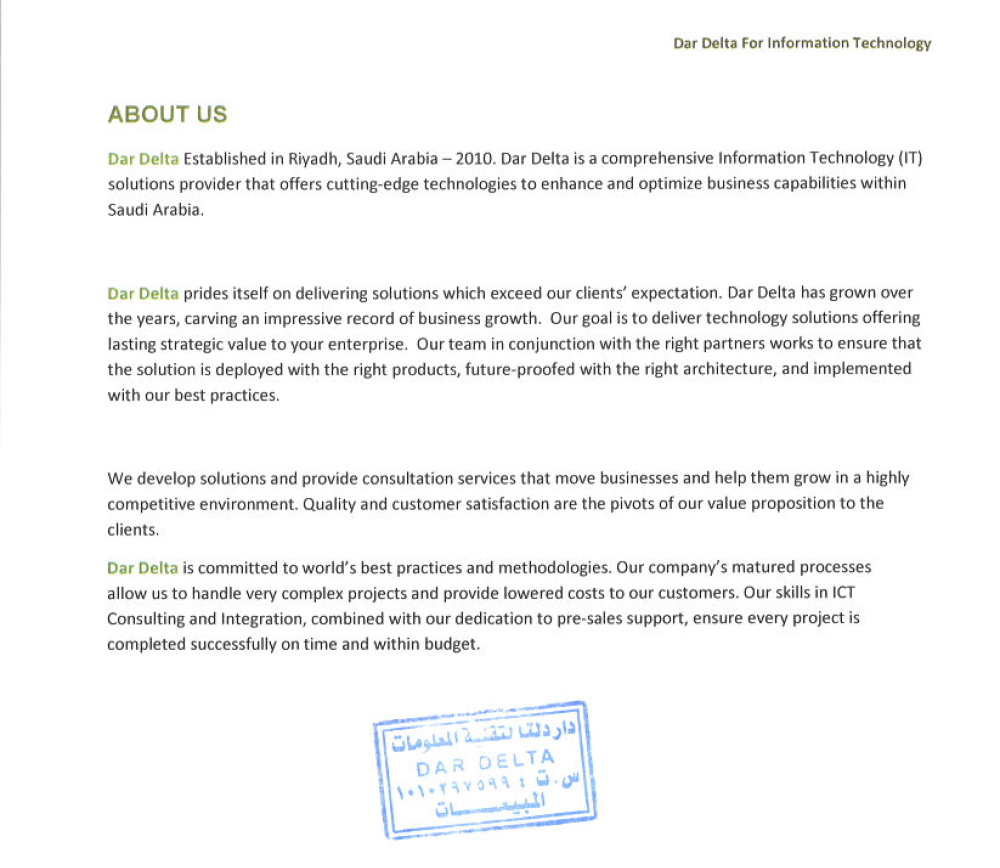 Dar Delta For Information Technology
ABOUT US
Dar Delta Established in Riyadh, Saudi Arabia – 2010. Dar Delta is a comprehensive Information Technology (IT)
solutions provider that offers cutting-edge technologies to enhance and optimize business capabilities within
Saudi Arabia.
Dar Delta prides itself on delivering solutions which exceed our clients’ expectation. Dar Delta has grown over
the years, carving an impressive record of business growth.  Our goal is to deliver technology solutions offering
lasting strategic value to your enterprise.  Our team in conjunction with the right partners works to ensure that
the solution is deployed with the right products, future-proofed with the right architecture, and implemented
with our best practices.
We develop solutions and provide consultation services that move businesses and help them grow in a highly
competitive environment. Quality and customer satisfaction are the pivots of our value proposition to the
clients.
Dar Delta is committed to world’s best practices and methodologies. Our company’s matured processes
allow us to handle very complex projects and provide lowered costs to our customers. Our skills in ICT
Consulting and Integration, combined with our dedication to pre-sales support, ensure every project is
completed successfully on time and within budget.
دار دلتا لتقنية المعلومات
DAR DELTA
س.ت : ١٠١٠٢٩٧٥٩٩
المبيعـــات